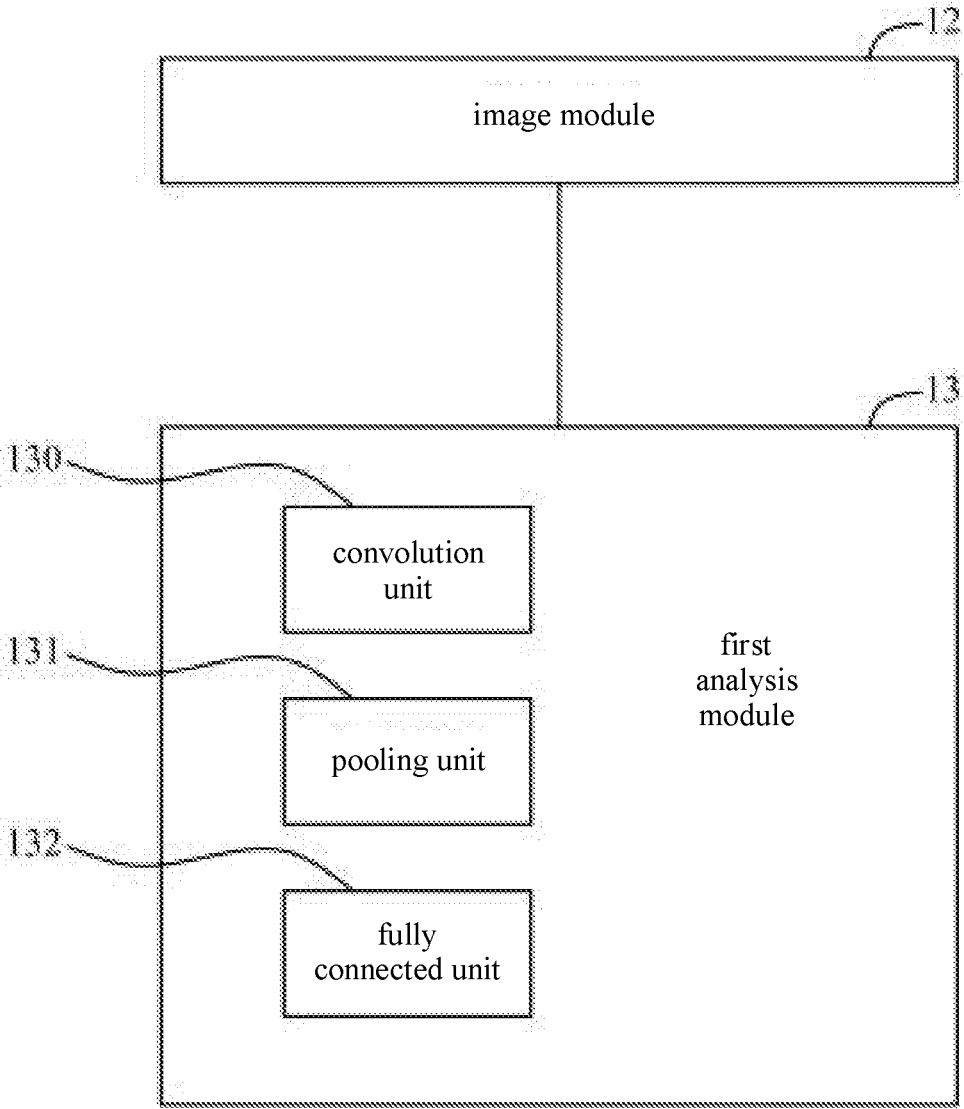 12
image module
13
130
convolution
unit
131
first
analysis
module
pooling unit
132
fully
connected unit